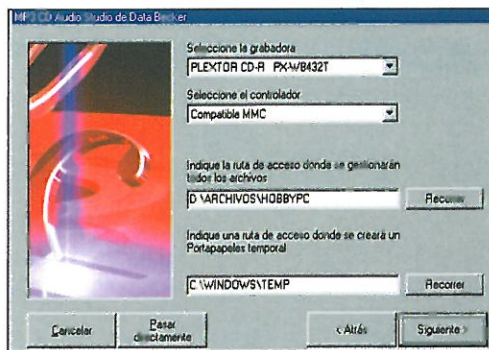 MP3 CD Audio Studio de Data Becker
Seleccione la grabadora
PLEXTOR CD-R PX-W8432T
Seleccione el controlador
Compatible MMC
Indique la ruta de acceso donde se gestionarán
todor los archivos
D:\ARCHIVOS\HOBBYPC
Recorrer
Indique una ruta de acceso donde se creará un
Portapapeles temporal
C:\WINDOWS\TEMP
Recorrer
Cancelar
Pasar
directamente
< Atrás
Siguiente >